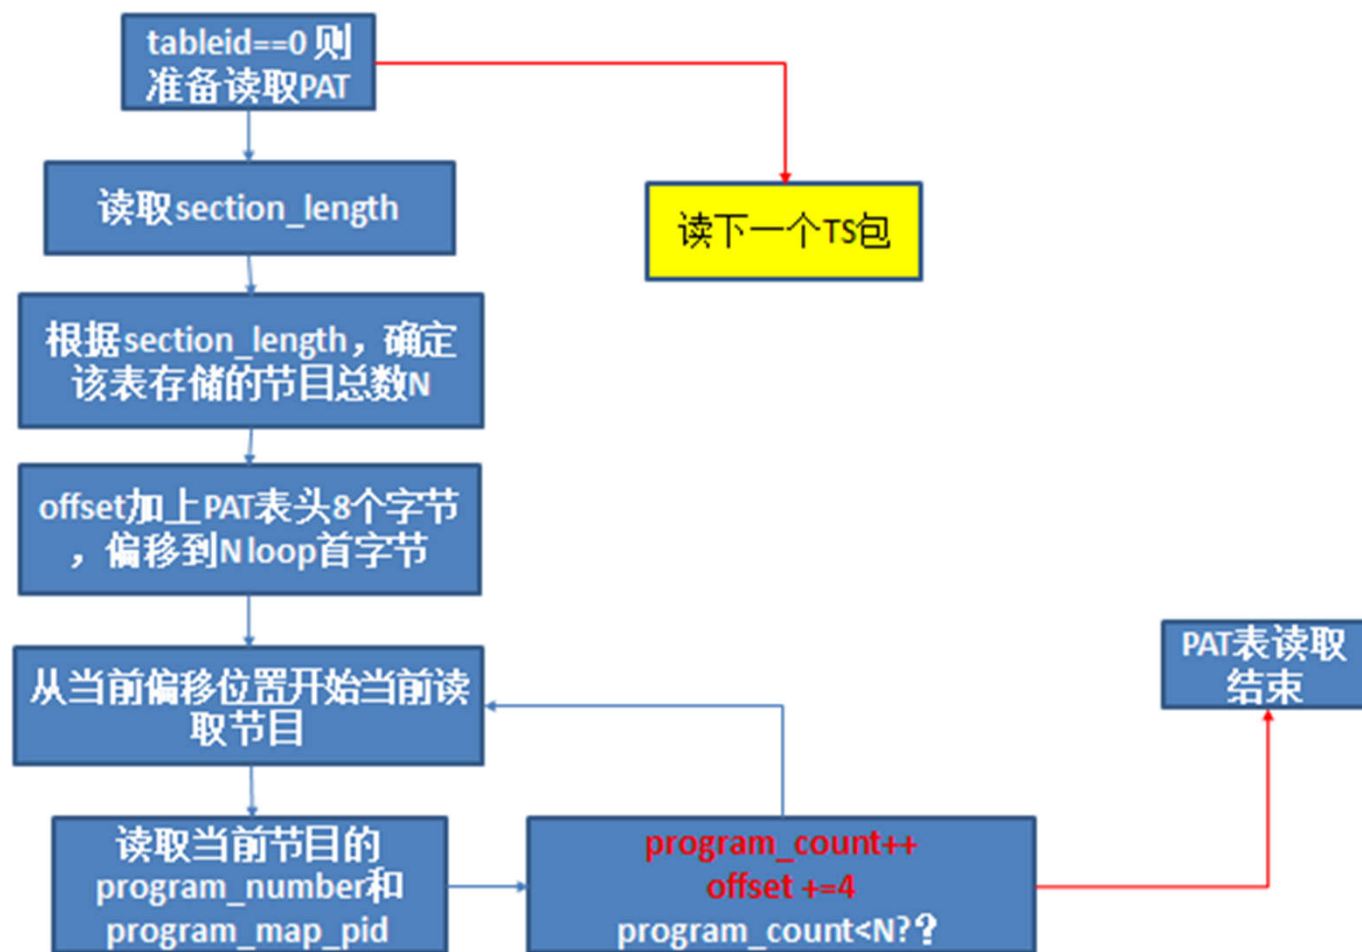 tableid==0 则
准备读取PAT
读取section_length
读下一个TS包
根据section_length，确定
该表存储的节目总数N
offset加上PAT表头8个字节
，偏移到N loop首字节
从当前偏移位置开始当前读
取节目
PAT表读取
结束
读取当前节目的
program_number和
program_map_pid
program_count++
offset +=4
program_count<N?？